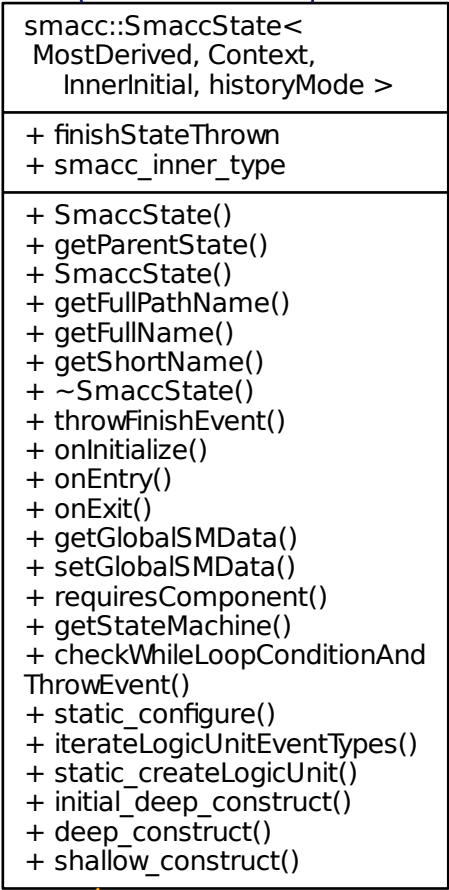 smacc::SmaccState<
MostDerived, Context,
InnerInitial, historyMode >
+ finishStateThrown
+ smacc_inner_type
+ SmaccState()
+ getParentState()
+ SmaccState()
+ getFullPathName()
+ getFullName()
+ getShortName()
+ ~SmaccState()
+ throwFinishEvent()
+ onInitialize()
+ onEntry()
+ onExit()
+ getGlobalSMData()
+ setGlobalSMData()
+ requiresComponent()
+ getStateMachine()
+ checkWhileLoopConditionAnd
ThrowEvent()
+ static_configure()
+ iterateLogicUnitEventTypes()
+ static_createLogicUnit()
+ initial_deep_construct()
+ deep_construct()
+ shallow_construct()